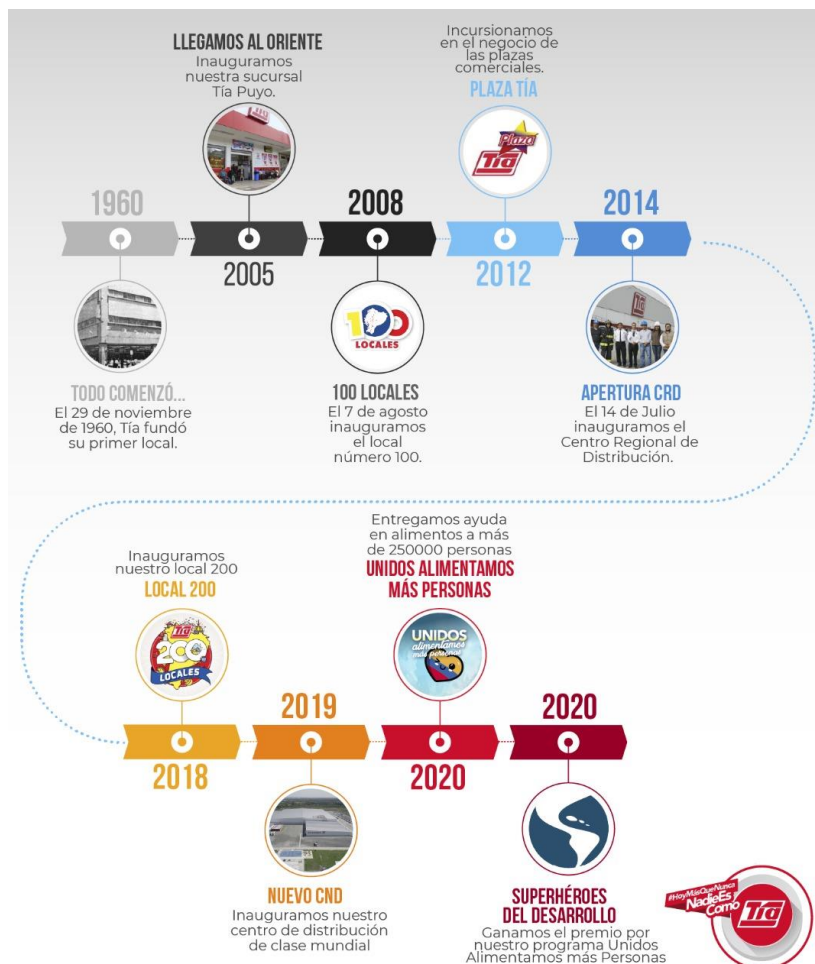 LLEGAMOS AL ORIENTE
Inauguramos
nuestra sucursal
Tía Puyo.
Incursionamos
en el negocio de
las plazas
comerciales.
PLAZA TÍA
TIA
Plaza
Tía
1960
2005
2008
2012
2014
100
LOCALES
Tía
TODO COMENZÓ...
El 29 de noviembre
de 1960, Tía fundó
su primer local.
100 LOCALES
El 7 de agosto
inauguramos
el local
número 100.
APERTURA CRD
El 14 de Julio
inauguramos el
Centro Regional de
Distribución.
Inauguramos
nuestro local 200
LOCAL 200
Tía
200
LOCALES
Entregamos ayuda
en alimentos a más
de 250000 personas
UNIDOS ALIMENTAMOS
MÁS PERSONAS
UNIDOS
alimentamos
más personas
2018
2019
2020
2020
NUEVO CND
Inauguramos nuestro
centro de distribución
de clase mundial
SUPERHÉROES
DEL DESARROLLO
Ganamos el premio por
nuestro programa Unidos
Alimentamos más Personas
#HoyMásQueNunca
NadieEs
Como
Tía